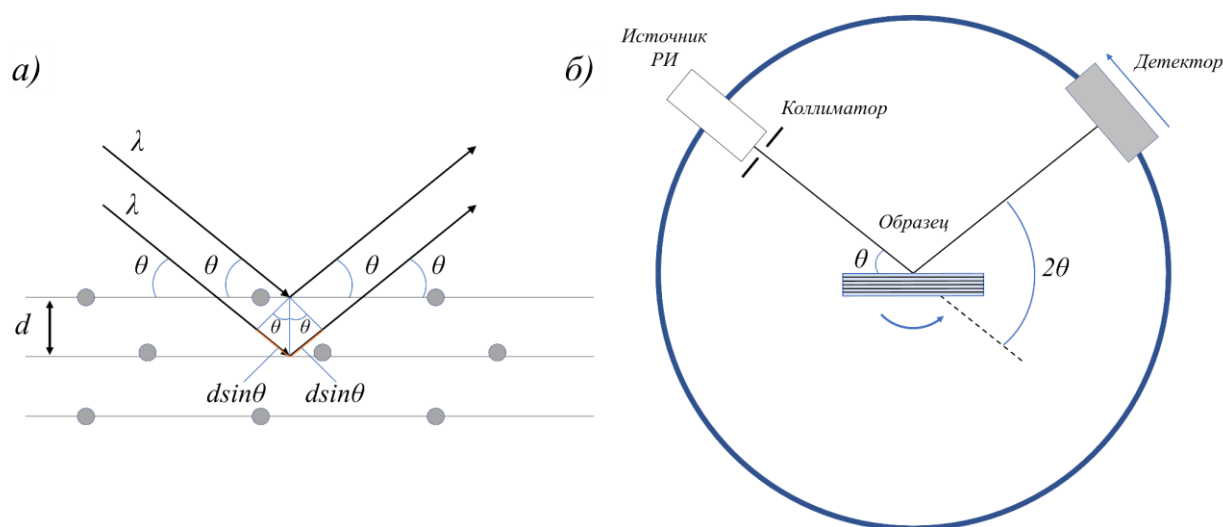 а)
λ
λ
θ
θ
θ
θ
d
θ
θ
dsinθ
dsinθ
б)
Источник
РИ
Коллиматор
Детектор
Образец
θ
2θ